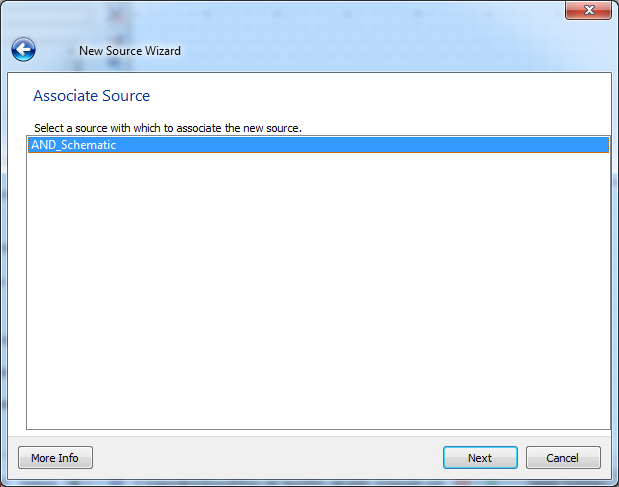 New Source Wizard
Associate Source
Select a source with which to associate the new source.
AND_Schematic
More Info
Next
Cancel